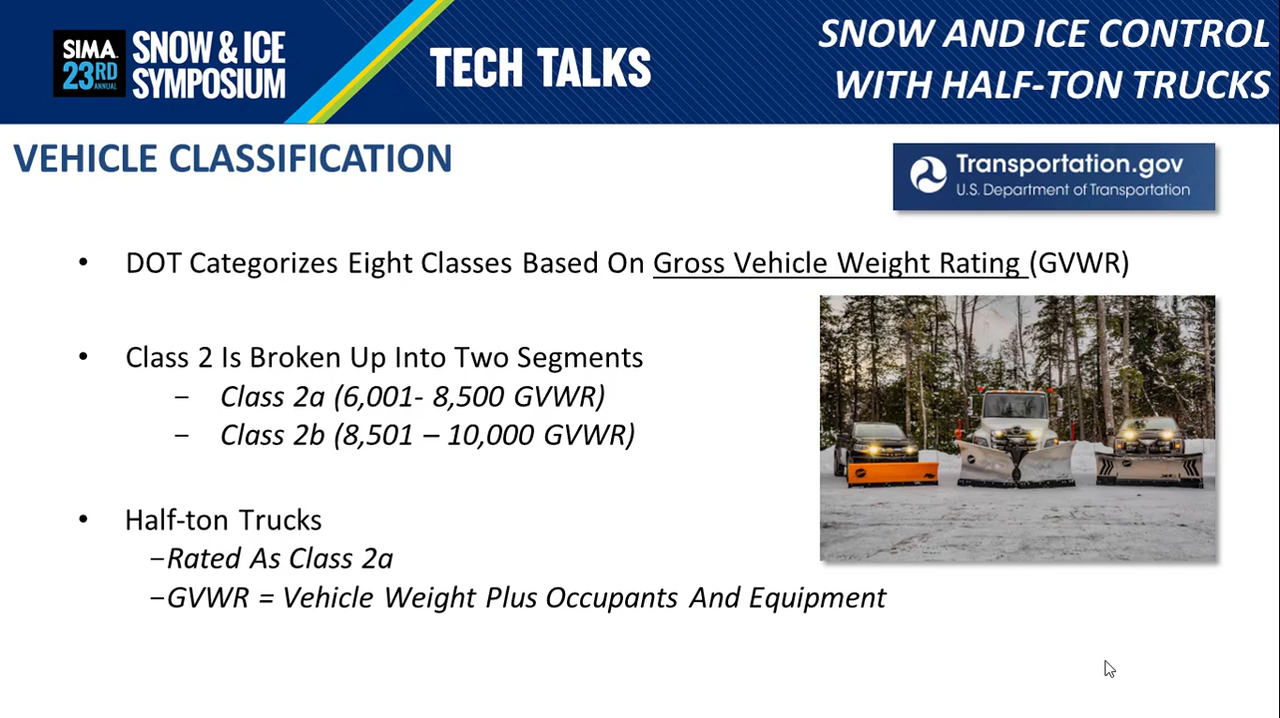 SIMA.
23RD
ANNUAL
SNOW & ICE
SYMPOSIUM
TECH TALKS
SNOW AND ICE CONTROL
WITH HALF-TON TRUCKS
VEHICLE CLASSIFICATION
Transportation.gov
U.S. Department of Transportation
• DOT Categorizes Eight Classes Based On Gross Vehicle Weight Rating (GVWR)
• Class 2 Is Broken Up Into Two Segments
– Class 2a (6,001- 8,500 GVWR)
– Class 2b (8,501 – 10,000 GVWR)
• Half-ton Trucks
–Rated As Class 2a
–GVWR = Vehicle Weight Plus Occupants And Equipment